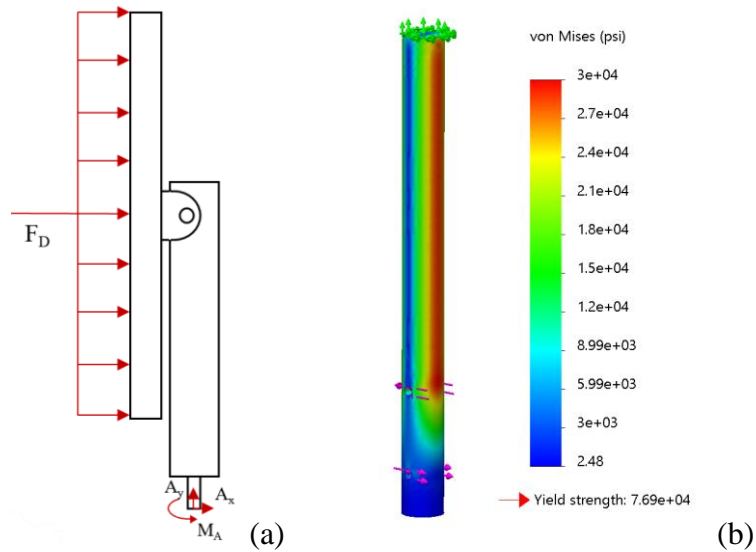 F_D
A_y
A_x
M_A
(a)
von Mises (psi)
3e+04
2.7e+04
2.4e+04
2.1e+04
1.8e+04
1.5e+04
1.2e+04
8.99e+03
5.99e+03
3e+03
2.48
Yield strength: 7.69e+04
(b)